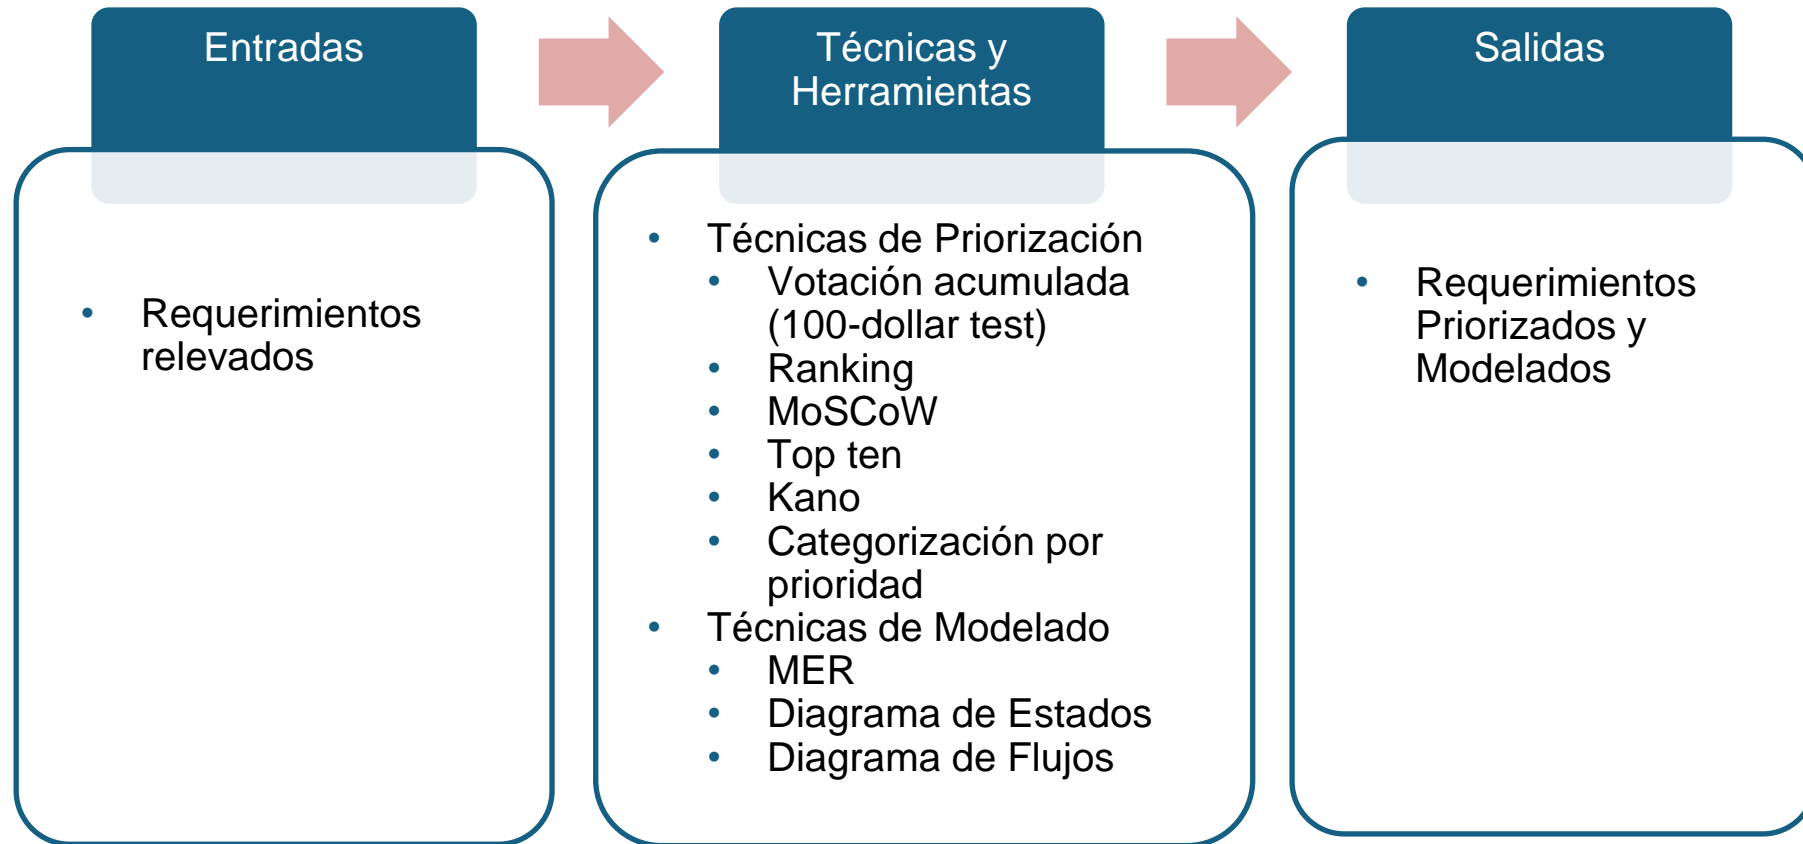 Entradas
• Requerimientos
relevados
Técnicas y
Herramientas
• Técnicas de Priorización
• Votación acumulada
(100-dollar test)
• Ranking
• MoSCoW
• Top ten
• Kano
• Categorización por
prioridad
• Técnicas de Modelado
• MER
• Diagrama de Estados
• Diagrama de Flujos
Salidas
• Requerimientos
Priorizados y
Modelados